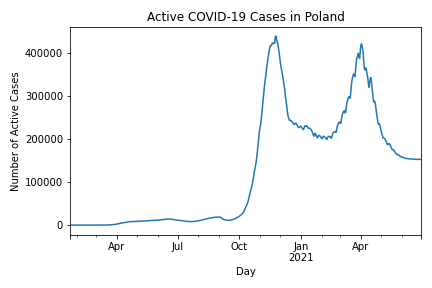 Active COVID-19 Cases in Poland
Number of Active Cases
400000
300000
200000
100000
0
Apr Jul Oct Jan Apr
2021
Day